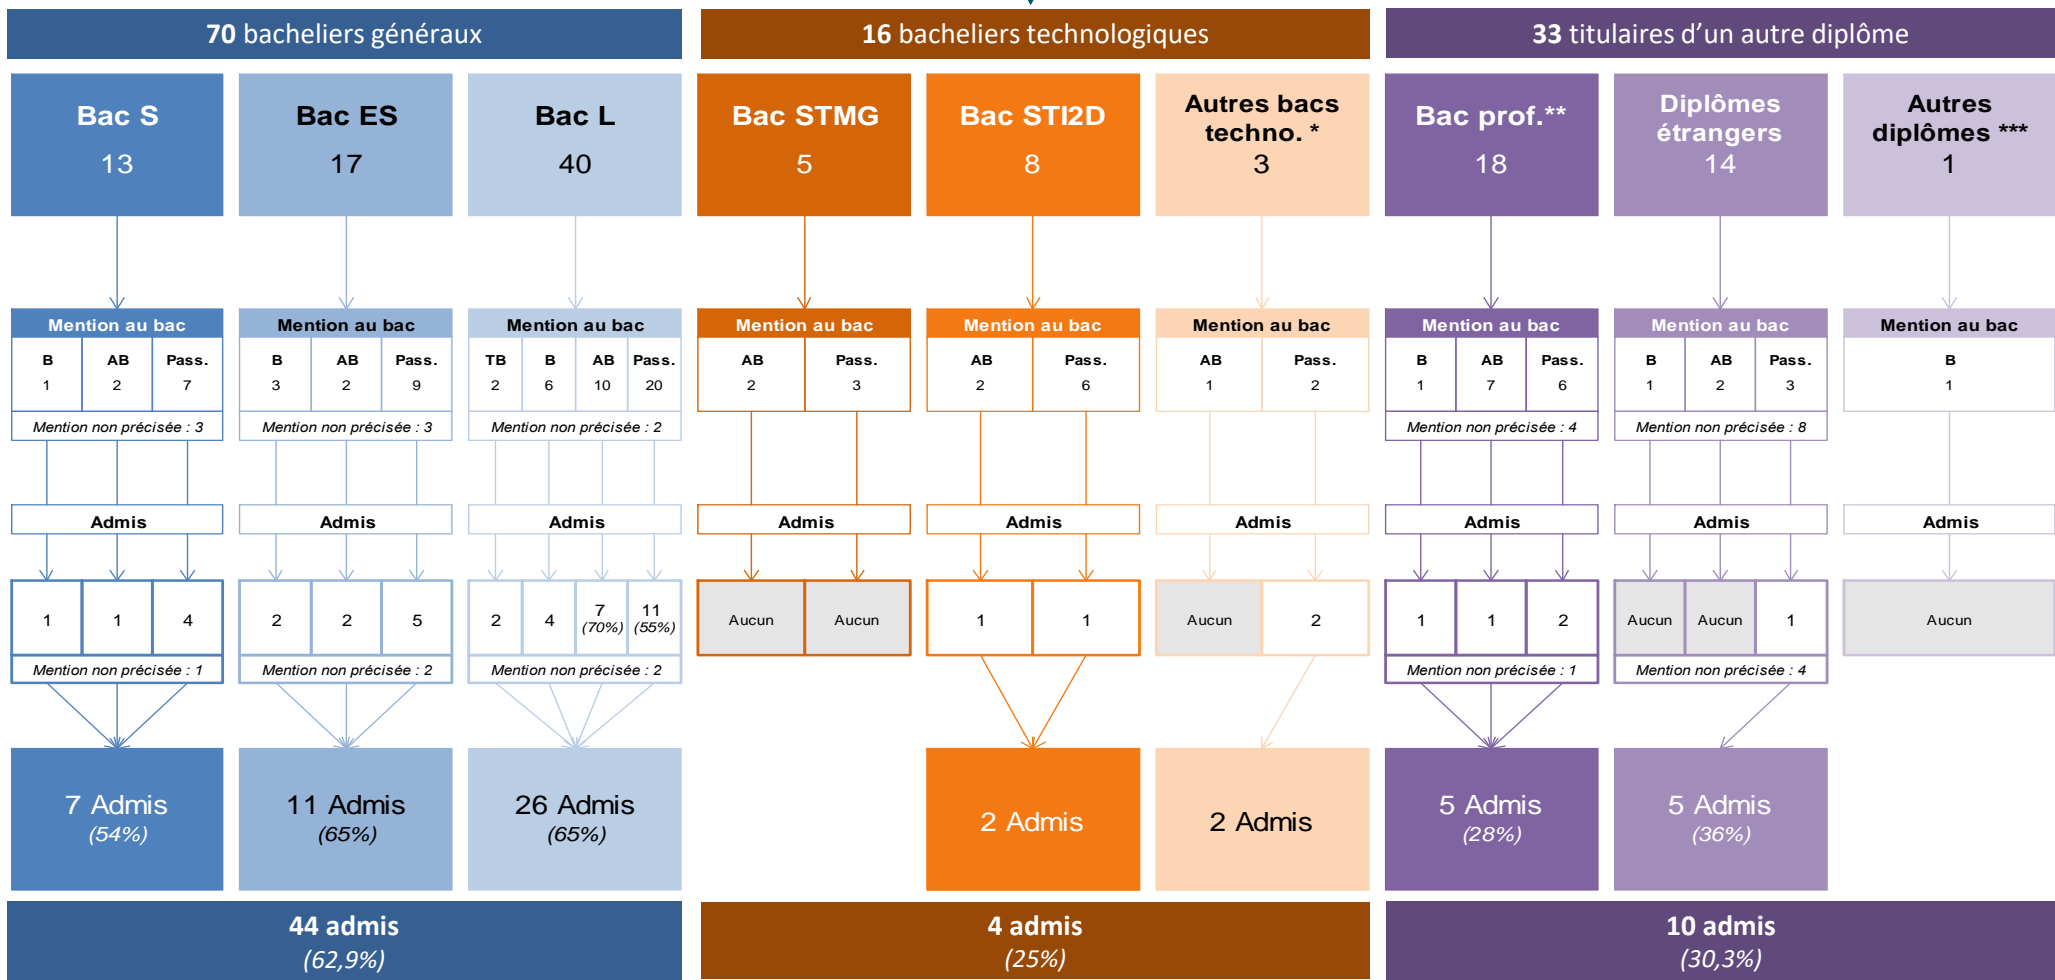 70 bacheliers généraux
16 bacheliers technologiques
33 titulaires d'un autre diplôme
Bac S
13
Bac ES
17
Bac L
40
Bac STMG
5
Bac STI2D
8
Autres bacs
techno. *
3
Bac prof.**
18
Diplômes
étrangers
14
Autres
diplômes ***
1
Mention au bac
B AB Pass.
1 2 7
Mention non précisée : 3
Mention au bac
B AB Pass.
3 2 9
Mention non précisée : 3
Mention au bac
TB B AB Pass.
2 6 10 20
Mention non précisée : 2
Mention au bac
AB Pass.
2 3
Mention au bac
AB Pass.
2 6
Mention au bac
AB Pass.
1 2
Mention au bac
B AB Pass.
1 7 6
Mention non précisée : 4
Mention au bac
B AB Pass.
1 2 3
Mention non précisée : 8
Mention au bac
B
1
Admis
Admis
Admis
Admis
Admis
Admis
Admis
Admis
Admis
1 1 4
Mention non précisée : 1
2 2 5
Mention non précisée : 2
2 4 7 11
(70%) (55%)
Mention non précisée : 2
Aucun Aucun
1 1
Aucun 2
1 1 2
Mention non précisée : 1
Aucun Aucun 1
Mention non précisée : 4
Aucun
7 Admis
(54%)
11 Admis
(65%)
26 Admis
(65%)
2 Admis
2 Admis
5 Admis
(28%)
5 Admis
(36%)
44 admis
(62,9%)
4 admis
(25%)
10 admis
(30,3%)